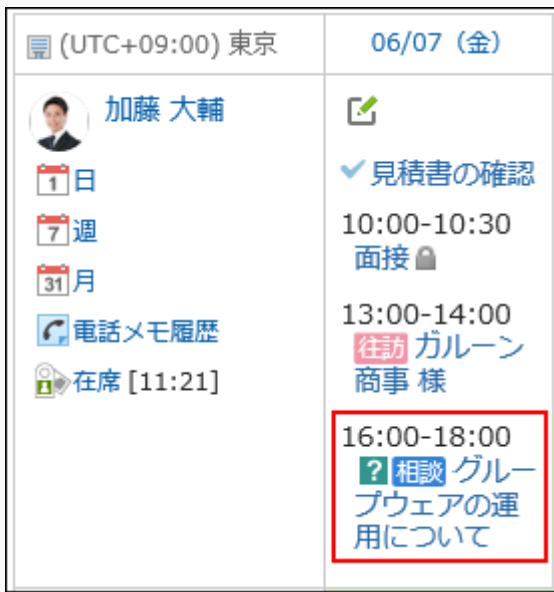 (UTC+09:00) 東京
06/07（金）
加藤 大輔
1 日
7 週
31 月
電話メモ履歴
在席 [11:21]
見積書の確認
10:00-10:30
面接
13:00-14:00
往訪 ガルーン
商事 様
16:00-18:00
? 相談 グルー
プウェアの運
用について